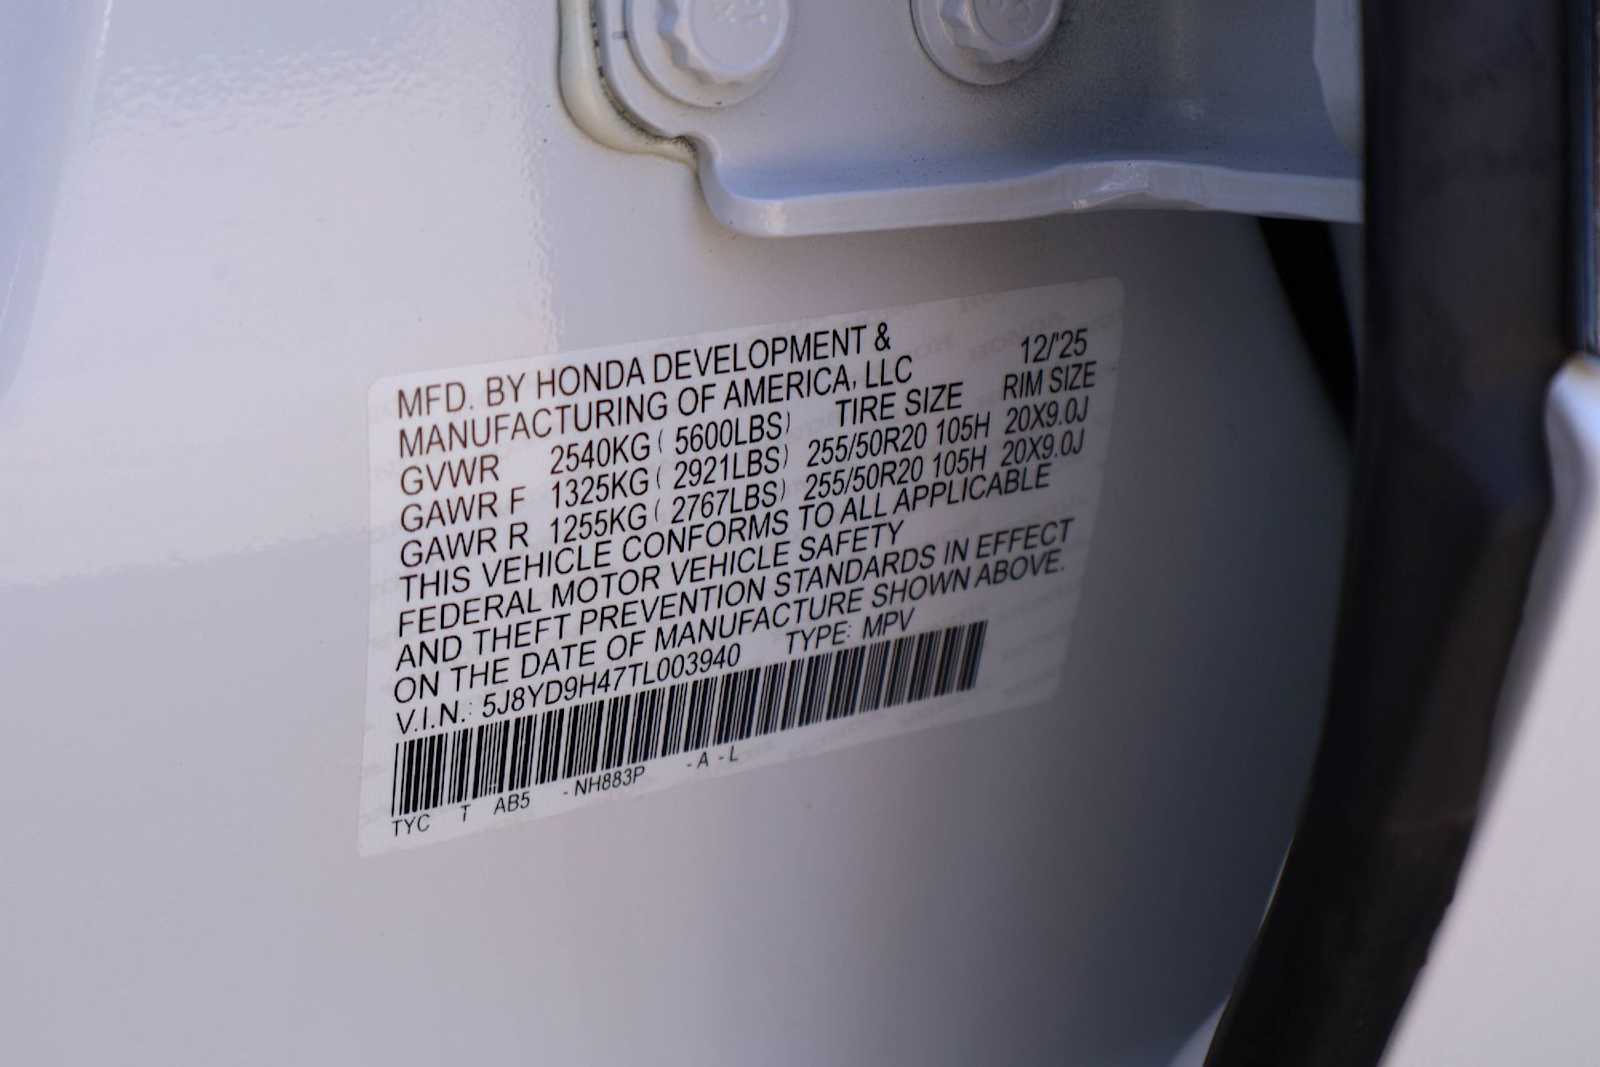 MFD. BY HONDA DEVELOPMENT & 12/'25
MANUFACTURING OF AMERICA, LLC
TIRE SIZE RIM SIZE
GVWR 2540KG ( 5600LBS)
GAWR F 1325KG ( 2921LBS) 255/50R20 105H 20X9.0J
GAWR R 1255KG ( 2767LBS) 255/50R20 105H 20X9.0J
THIS VEHICLE CONFORMS TO ALL APPLICABLE
FEDERAL MOTOR VEHICLE SAFETY
AND THEFT PREVENTION STANDARDS IN EFFECT
ON THE DATE OF MANUFACTURE SHOWN ABOVE.
V.I.N.: 5J8YD9H47TL003940 TYPE: MPV
TYC T AB5 - NH883P - A - L